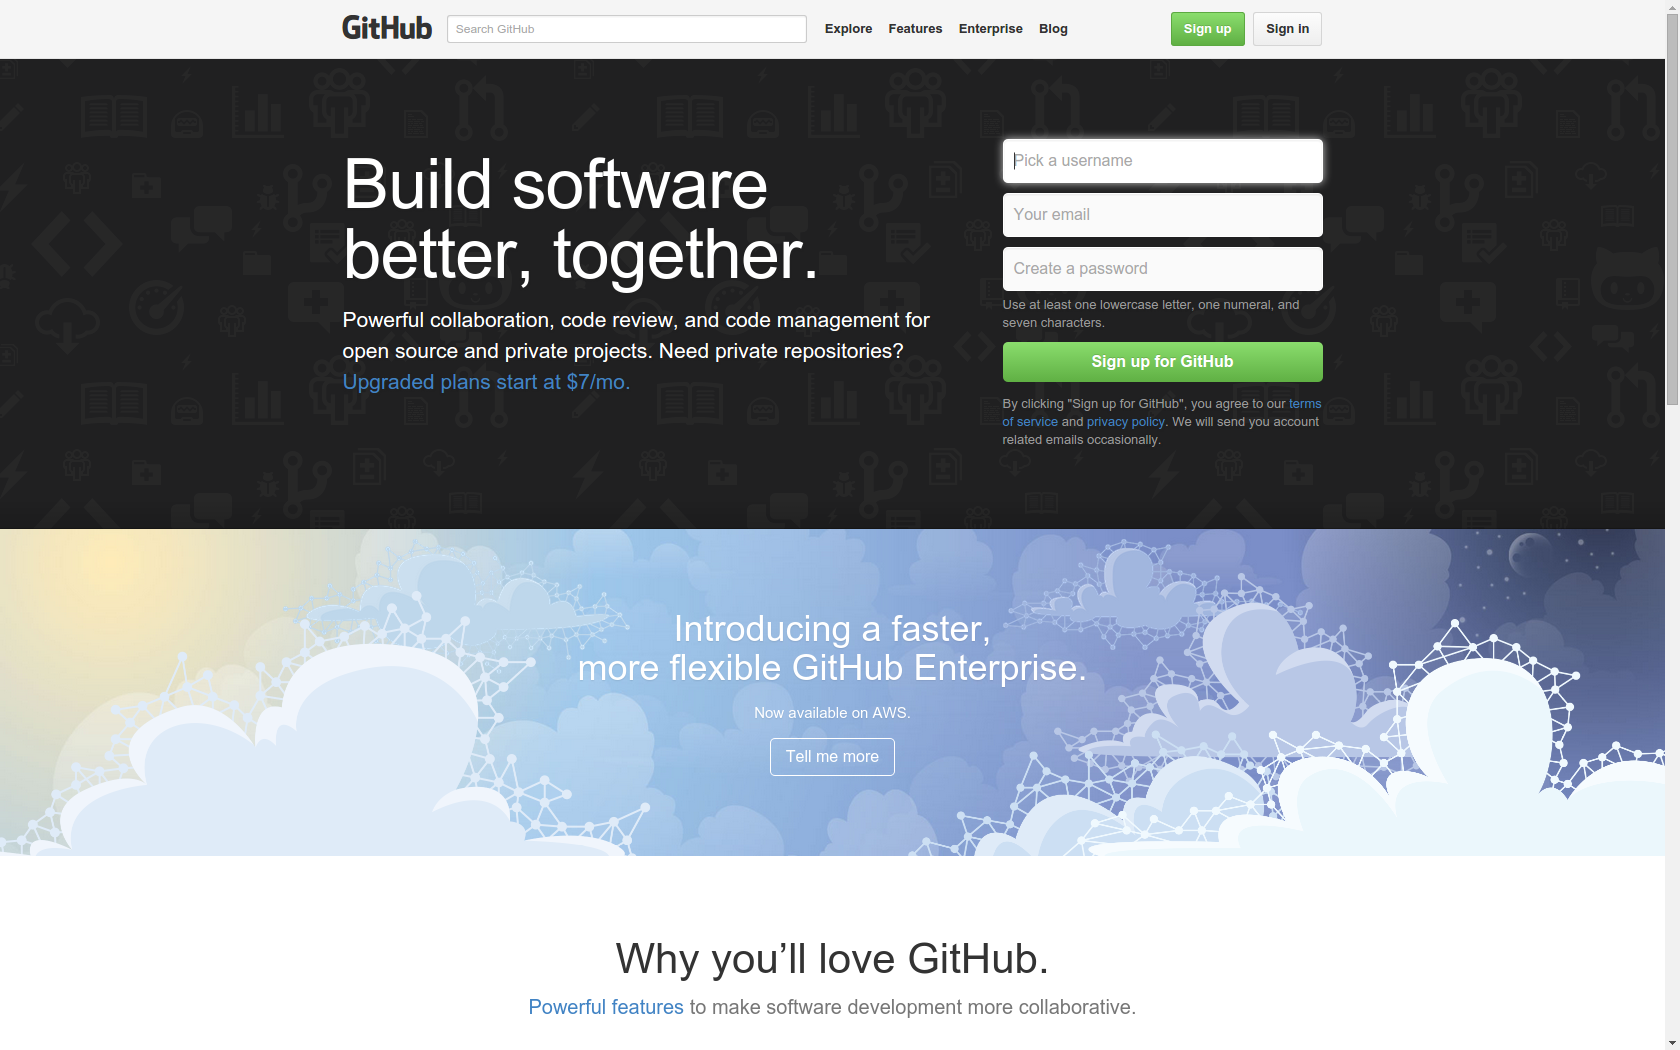 GitHub
Search GitHub
Explore Features Enterprise Blog
Sign up Sign in
Build software
better, together.
Powerful collaboration, code review, and code management for
open source and private projects. Need private repositories?
Upgraded plans start at $7/mo.
Pick a username
Your email
Create a password
Use at least one lowercase letter, one numeral, and
seven characters.
Sign up for GitHub
By clicking "Sign up for GitHub", you agree to our terms
of service and privacy policy. We will send you account
related emails occasionally.
Introducing a faster,
more flexible GitHub Enterprise.
Now available on AWS.
Tell me more
Why you’ll love GitHub.
Powerful features to make software development more collaborative.